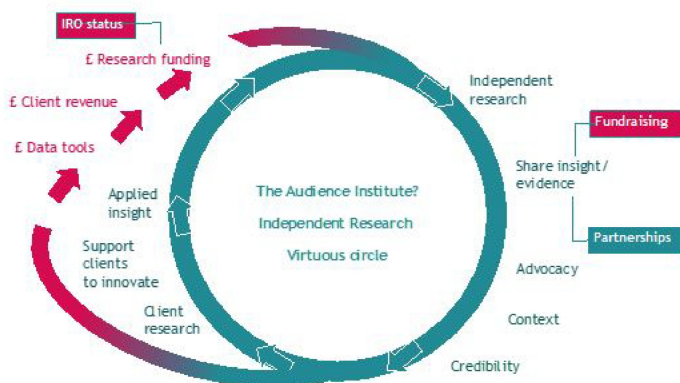 IRO status
£ Research funding
£ Client revenue
£ Data tools
Independent
research
Fundraising
Share insight/
evidence
Partnerships
Advocacy
Context
Credibility
Client
research
Support
clients
to innovate
Applied
insight
The Audience Institute?
Independent Research
Virtuous circle